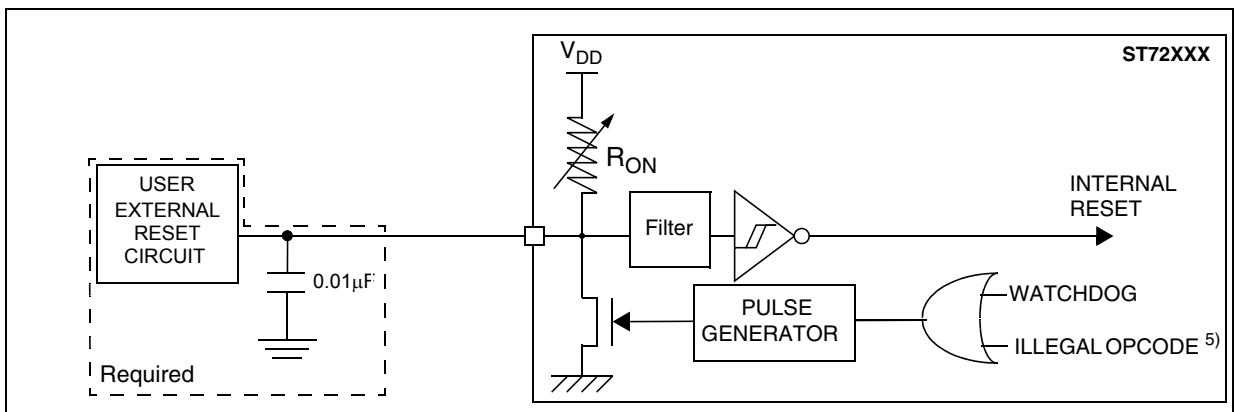 V_DD
ST72XXX
R_ON
USER
EXTERNAL
RESET
CIRCUIT
0.01µF
Required
Filter
INTERNAL
RESET
PULSE
GENERATOR
WATCHDOG
ILLEGAL OPCODE 5)